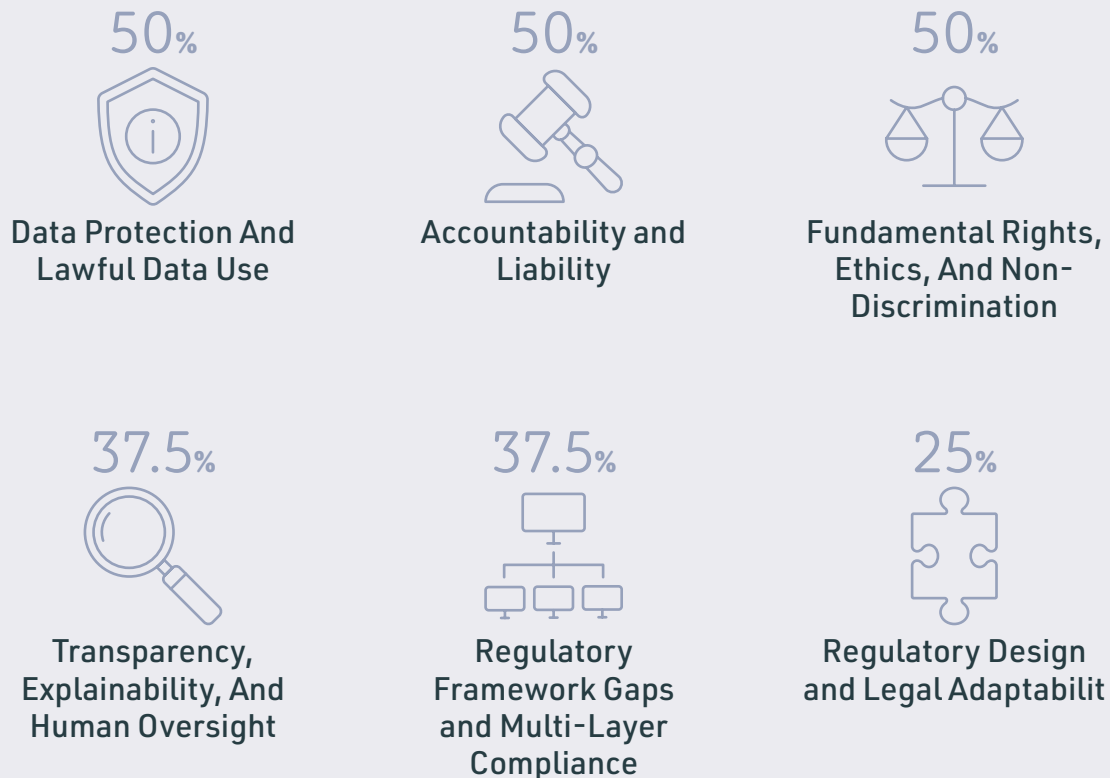 50%
Data Protection And
Lawful Data Use
50%
Accountability and
Liability
50%
Fundamental Rights,
Ethics, And Non-
Discrimination
37.5%
Transparency,
Explainability, And
Human Oversight
37.5%
Regulatory
Framework Gaps
and Multi-Layer
Compliance
25%
Regulatory Design
and Legal Adaptabilit